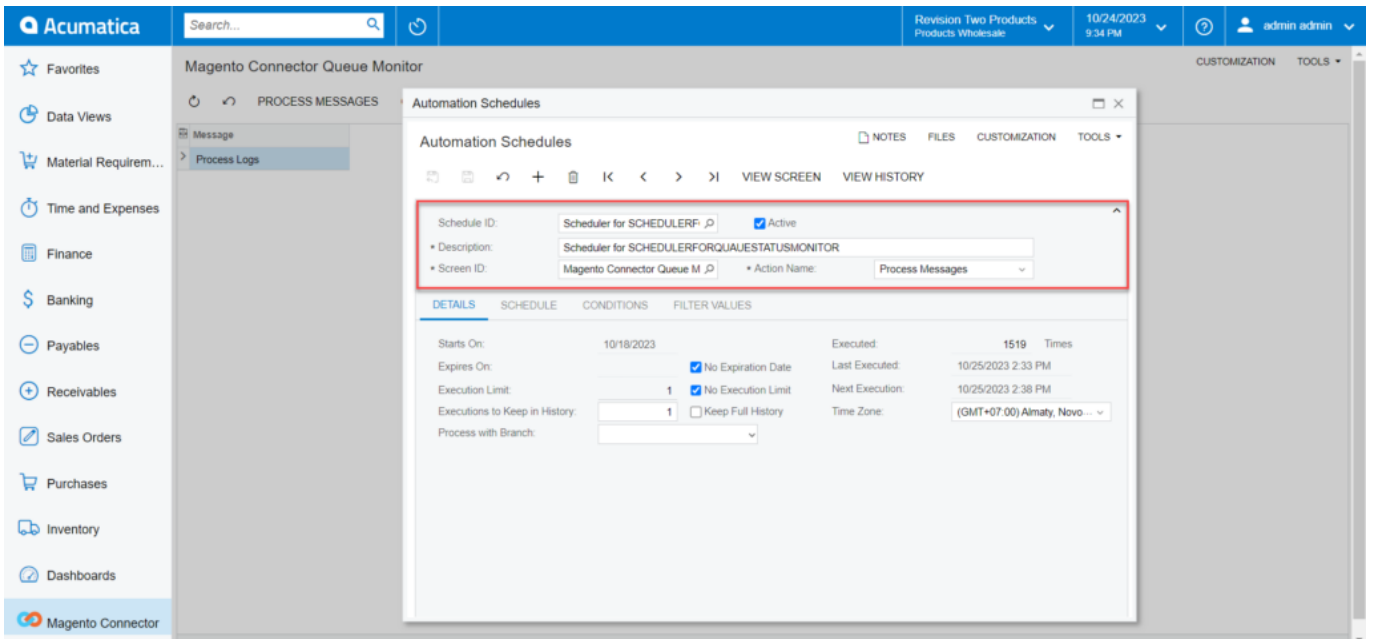 Acumatica
Search...
Revision Two Products
Products Wholesale
10/24/2023
9:34 PM
admin admin
Favorites
Data Views
Material Requirem...
Time and Expenses
Finance
Banking
Payables
Receivables
Sales Orders
Purchases
Inventory
Dashboards
Magento Connector
Magento Connector Queue Monitor
CUSTOMIZATION TOOLS
PROCESS MESSAGES
Message
Process Logs
Automation Schedules
Automation Schedules
NOTES FILES CUSTOMIZATION TOOLS
VIEW SCREEN VIEW HISTORY
Schedule ID: Scheduler for SCHEDULERF Active
Description: Scheduler for SCHEDULERFORQUAUESTATUSMONITOR
Screen ID: Magento Connector Queue M Action Name: Process Messages
DETAILS SCHEDULE CONDITIONS FILTER VALUES
Starts On: 10/18/2023 Executed: 1519 Times
Expires On: No Expiration Date Last Executed: 10/25/2023 2:33 PM
Execution Limit: 1 No Execution Limit Next Execution: 10/25/2023 2:38 PM
Executions to Keep in History: 1 Keep Full History Time Zone: (GMT+07:00) Almaty, Novo...
Process with Branch: